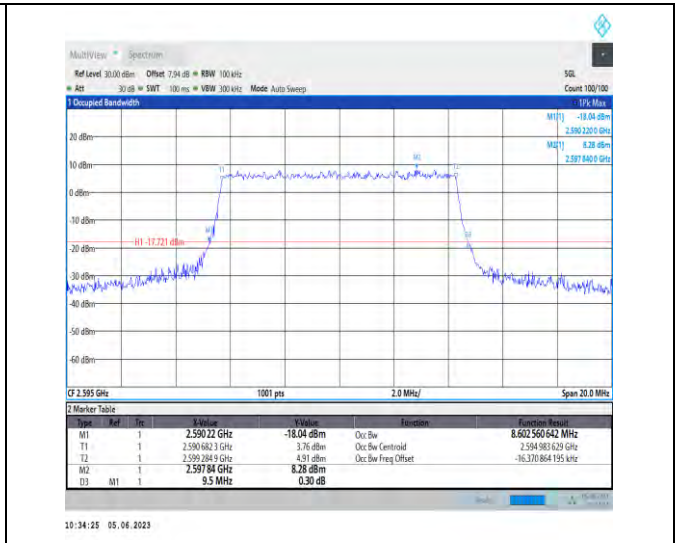 MultiView Spectrum
Ref Level 30.00 dBm Offset 7.94 dB RBW 100 kHz SGL
Att 30 dB SWT 100 ms VBW 300 kHz Mode Auto Sweep Count 100/100
1 Occupied Bandwidth 1Pk Max
M1[1] -18.04 dBm
2.590 2200 GHz
M2[1] 8.28 dBm
2.597 8400 GHz
20 dBm
10 dBm
0 dBm
-10 dBm
-20 dBm
-30 dBm
-40 dBm
-50 dBm
-60 dBm
T1
M2
T2
H1 -17.721 dBm
CF 2.595 GHz 1001 pts 2.0 MHz/ Span 20.0 MHz
2 Marker Table
Type Ref Trc X-Value Y-Value Function Function Result
M1 1 2.59022 GHz -18.04 dBm Occ Bw 8.602 560 642 MHz
T1 1 2.590 682 3 GHz 3.76 dBm Occ Bw Centroid 2.594 983 629 GHz
T2 1 2.599 284 9 GHz 4.91 dBm Occ Bw Freq Offset -16.370 864 195 kHz
M2 1 2.597 84 GHz 8.28 dBm
D3 M1 1 9.5 MHz 0.30 dB
10:34:25 05.06.2023